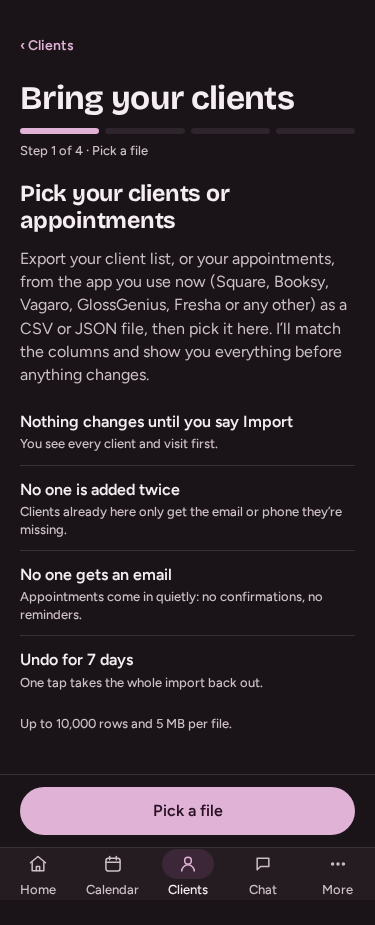 ‹ Clients
Bring your clients
Step 1 of 4 · Pick a file
Pick your clients or
appointments
Export your client list, or your appointments,
from the app you use now (Square, Booksy,
Vagaro, GlossGenius, Fresha or any other) as a
CSV or JSON file, then pick it here. I’ll match
the columns and show you everything before
anything changes.
Nothing changes until you say Import
You see every client and visit first.
No one is added twice
Clients already here only get the email or phone they’re
missing.
No one gets an email
Appointments come in quietly: no confirmations, no
reminders.
Undo for 7 days
One tap takes the whole import back out.
Up to 10,000 rows and 5 MB per file.
Pick a file
Home Calendar Clients Chat More